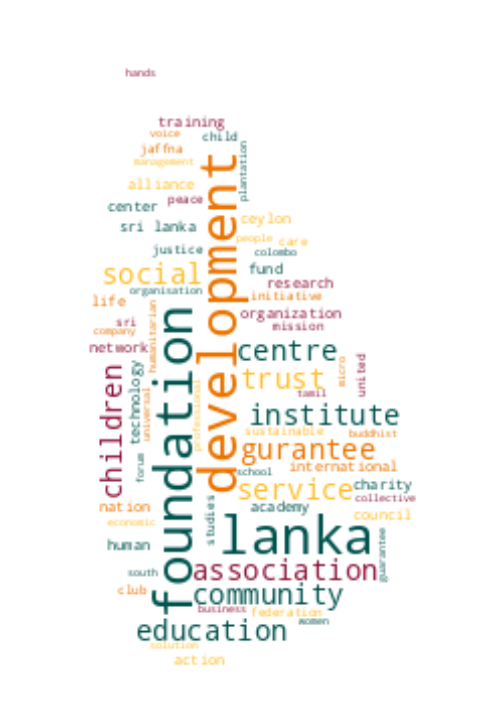 hands
training
voice
child
jaffna
management
plantation
development
alliance
peace
center
ceylon
sri lanka
people
care
justice
colombo
social
fund
research
organisation
initiative
life
humanitarian
foundation
organization
sri
mission
company
network
centre
children
technology
universal
professional
trust
micro
united
tamil
institute
sustainable
buddhist
gurantee
international
forum
school
service
charity
collective
nation
studies
academy
council
economic
lanka
human
guarantee
south
association
club
community
business
federation
women
education
solution
action